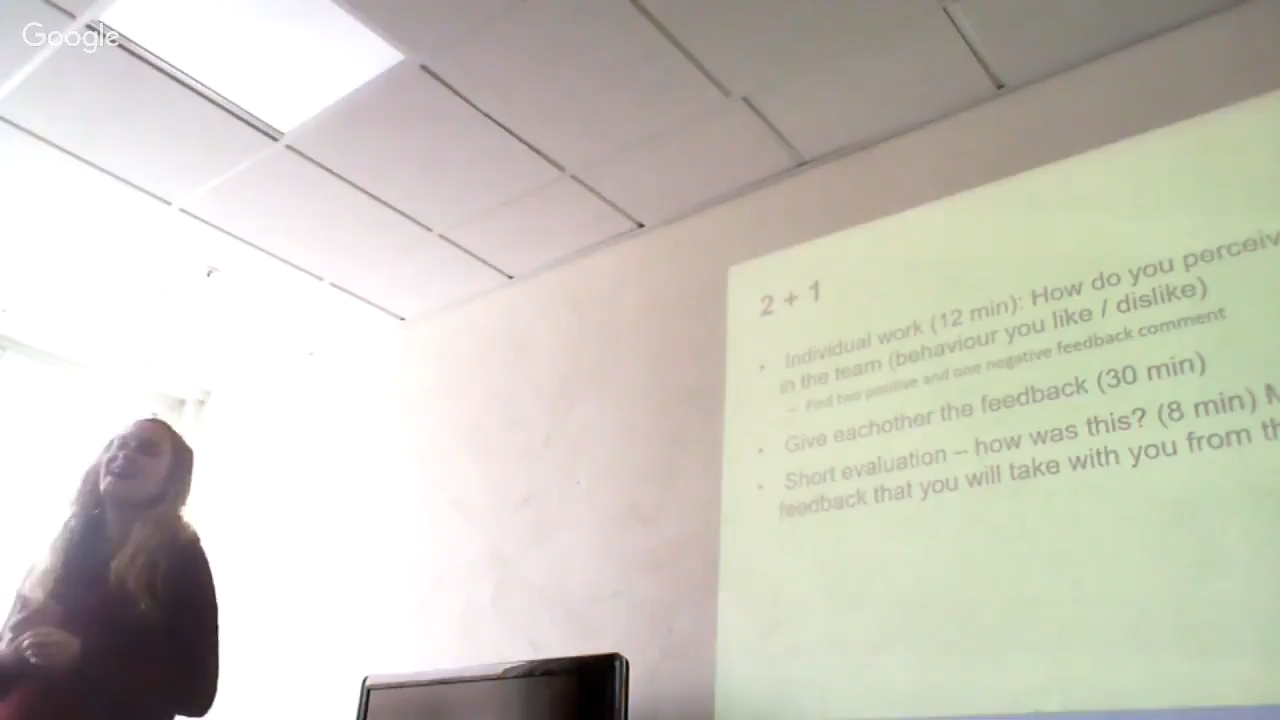 Google
2 + 1
• Individual work (12 min): How do you perceiv
in the team (behaviour you like / dislike)
– Find two positive and one negative feedback comment
• Give eachother the feedback (30 min)
• Short evaluation – how was this? (8 min) N
feedback that you will take with you from th